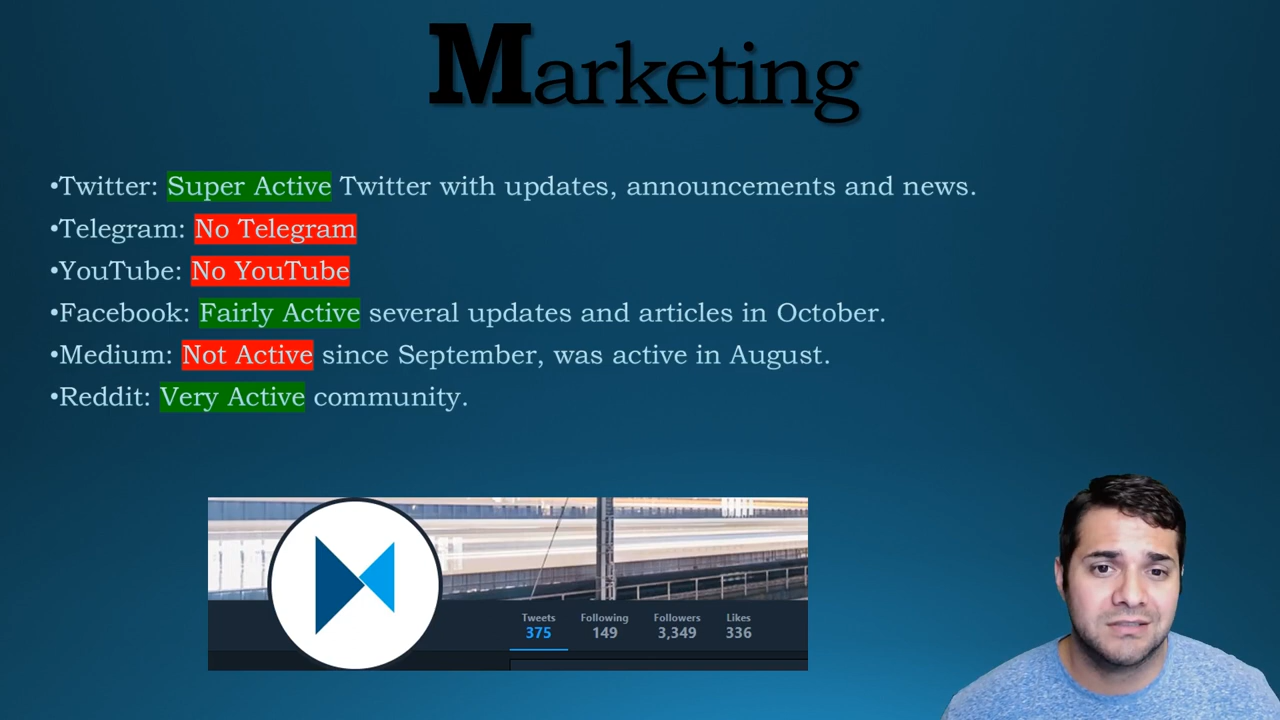 Marketing
•Twitter: Super Active Twitter with updates, announcements and news.
•Telegram: No Telegram
•YouTube: No YouTube
•Facebook: Fairly Active several updates and articles in October.
•Medium: Not Active since September, was active in August.
•Reddit: Very Active community.
Tweets Following Followers Likes
375 149 3,349 336